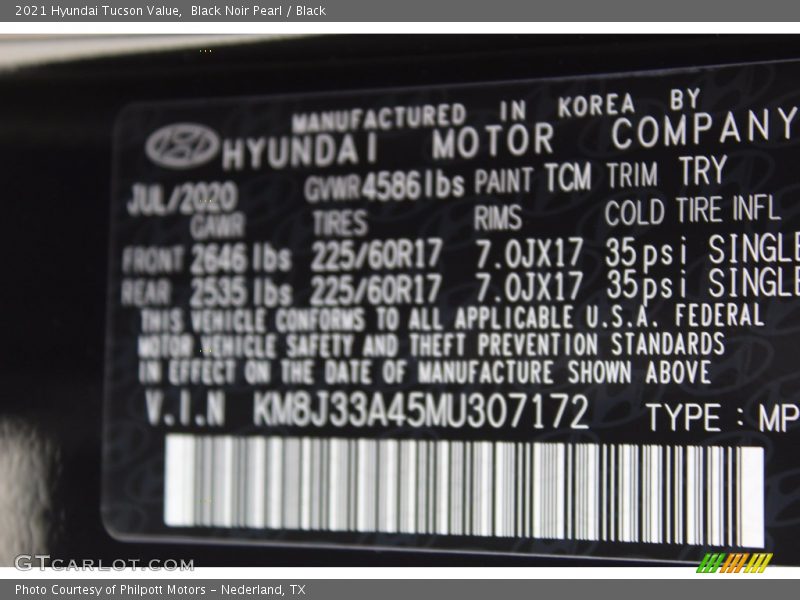 2021 Hyundai Tucson Value, Black Noir Pearl / Black
MANUFACTURED IN KOREA BY
HYUNDAI MOTOR COMPANY
JUL/2020 GVWR 4586lbs PAINT TCM TRIM TRY
GAWR TIRES RIMS COLD TIRE INFL
FRONT 2646 lbs 225/60R17 7.0JX17 35psi SINGLE
REAR 2535 lbs 225/60R17 7.0JX17 35psi SINGLE
THIS VEHICLE CONFORMS TO ALL APPLICABLE U.S.A. FEDERAL
MOTOR VEHICLE SAFETY AND THEFT PREVENTION STANDARDS
IN EFFECT ON THE DATE OF MANUFACTURE SHOWN ABOVE
V.I.N KM8J33A45MU307172 TYPE : MP
GTCARLOT.COM
Photo Courtesy of Philpott Motors - Nederland, TX